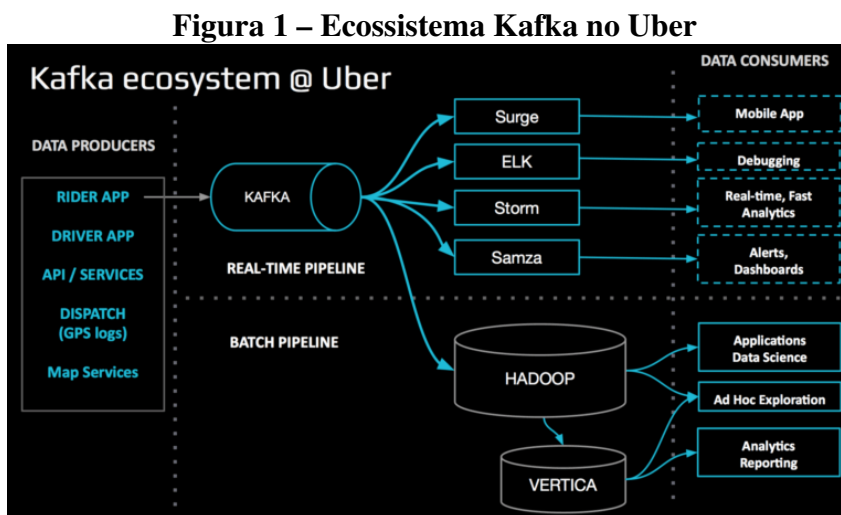 Figura 1 – Ecossistema Kafka no Uber
Kafka ecosystem @ Uber
DATA CONSUMERS
DATA PRODUCERS
RIDER APP
DRIVER APP
API / SERVICES
DISPATCH
(GPS logs)
Map Services
KAFKA
REAL-TIME PIPELINE
Surge
ELK
Storm
Samza
Mobile App
Debugging
Real-time, Fast
Analytics
Alerts,
Dashboards
BATCH PIPELINE
HADOOP
VERTICA
Applications
Data Science
Ad Hoc Exploration
Analytics
Reporting